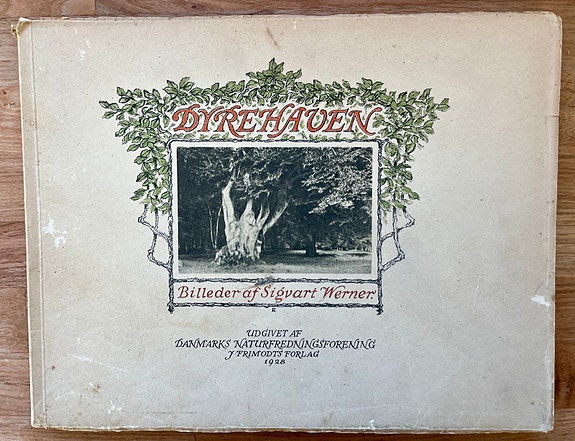 DYREHAVEN
Billeder af Sigvart Werner.
UDGIVET AF
DANMARKS NATURFREDNINGSFORENING
J FRIMODTS FORLAG
1928